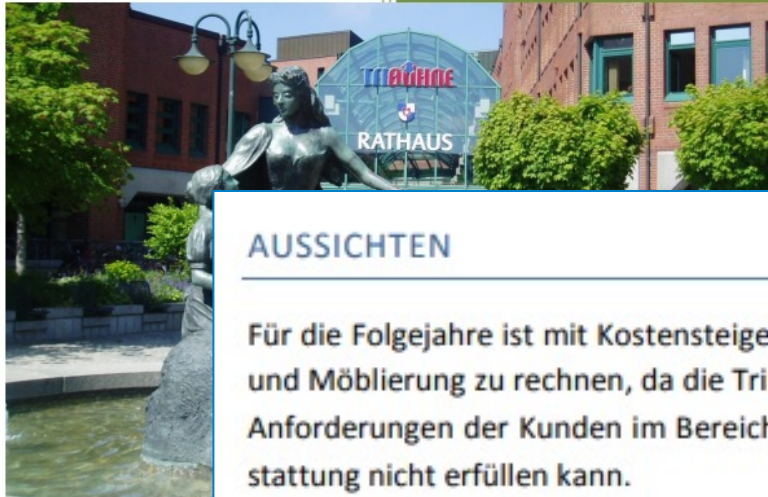 TriBühne
RATHAUS
AUSSICHTEN
Für die Folgejahre ist mit Kostensteige
und Möblierung zu rechnen, da die Tri
Anforderungen der Kunden im Bereich
stattung nicht erfüllen kann.